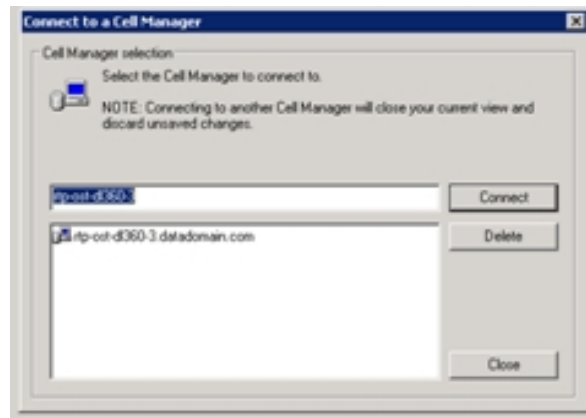 Connect to a Cell Manager
Cell Manager selection
Select the Cell Manager to connect to.
NOTE: Connecting to another Cell Manager will close your current view and
discard unsaved changes.
rtp-ost-dl360-3
Connect
rtp-ost-dl360-3.datadomain.com
Delete
Close